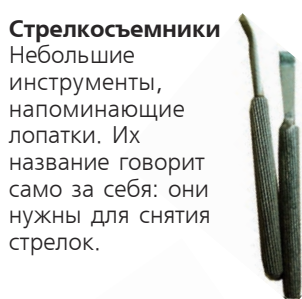 Стрелкосъемники
Небольшие
инструменты,
напоминающие
лопатки. Их
название говорит
само за себя: они
нужны для снятия
стрелок.